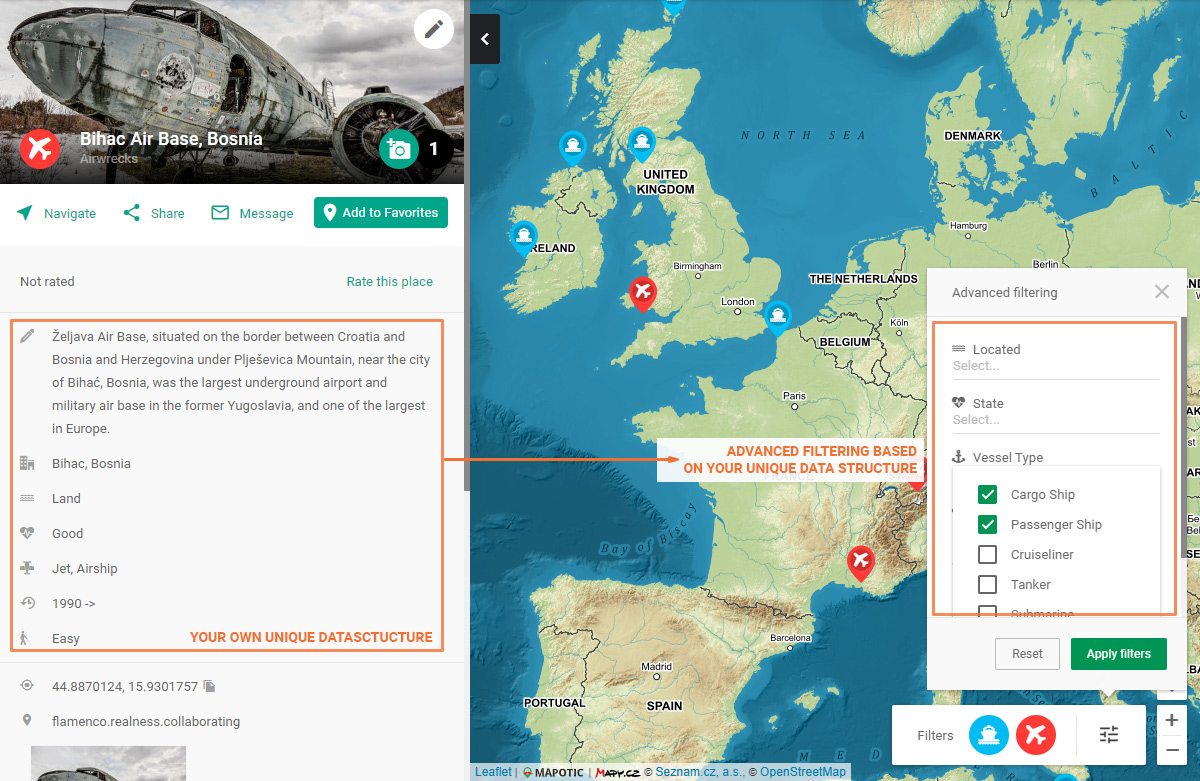 Bihac Air Base, Bosnia
Airwrecks
1
Navigate
Share
Message
Add to Favorites
Not rated
Rate this place
Željava Air Base, situated on the border between Croatia and
Bosnia and Herzegovina under Plješevica Mountain, near the city
of Bihać, Bosnia, was the largest underground airport and
military air base in the former Yugoslavia, and one of the largest
in Europe.
Bihac, Bosnia
Land
Good
Jet, Airship
1990 ->
Easy
YOUR OWN UNIQUE DATASCTUCTURE
44.8870124, 15.9301757
flamenco.realness.collaborating
NORTH SEA
DENMARK
BALTIC
UNITED
KINGDOM
IRELAND
Hamburg
Birmingham
Berlin
THE NETHERLANDS
London
Köln
BELGIUM
Paris
ADVANCED FILTERING BASED
ON YOUR UNIQUE DATA STRUCTURE
FRANCE
Bay of Biscay
Barcelona
Madrid
PORTUGAL
SPAIN
MED
Advanced filtering
Located
Select...
State
Select...
Vessel Type
Cargo Ship
Passenger Ship
Cruiseliner
Tanker
Submarine
Reset
Apply filters
Filters
+
−
Leaflet | MAPOTIC | MAPY.CZ © Seznam.cz, a.s., © OpenStreetMap